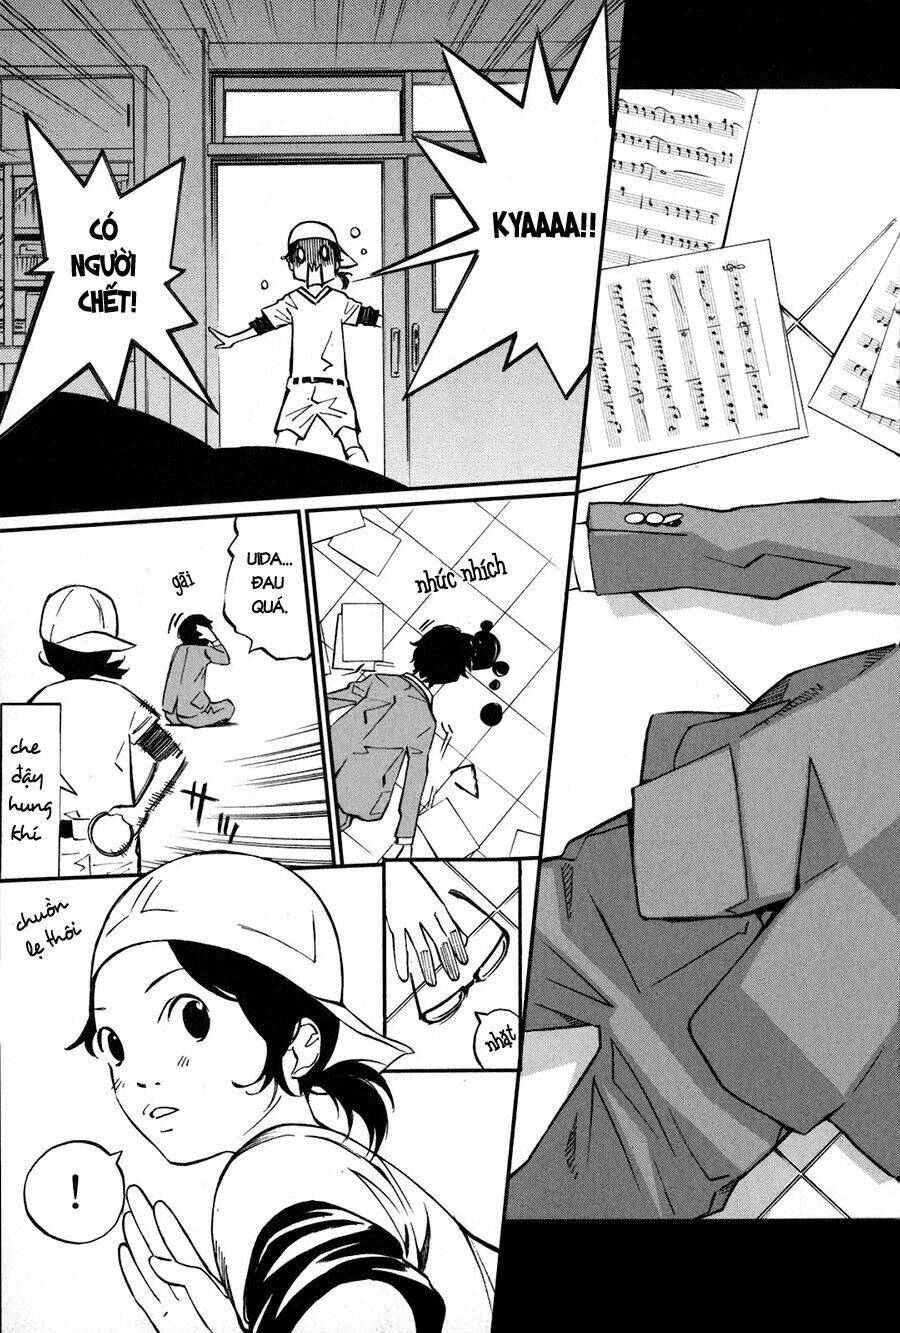 KYAAAA!!
CÓ
NGƯỜI
CHẾT!
nhúc nhích
UIDA...
ĐAU
QUÁ.
gãi
che
đậy
hung
khí
nhặt
chuồn
lẹ thôi
!